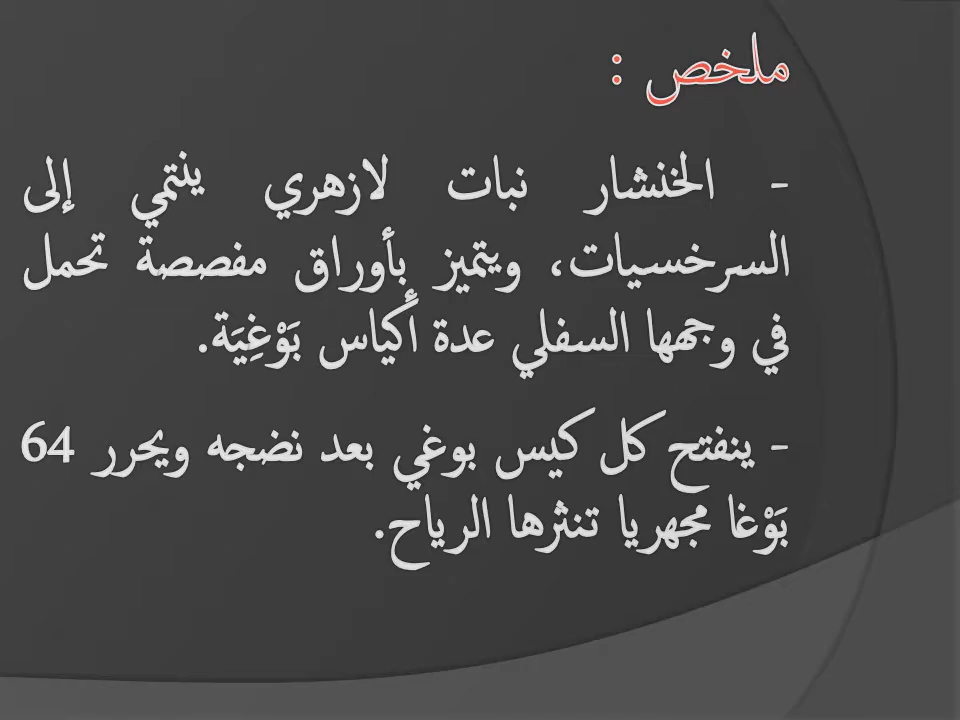 ملخص :
- الخنشار نبات لازهري ينتمي إلى
السرخسيات، ويتميز بأوراق مفصصة تحمل
في وجهها السفلي عدة أكياس بَوْغِيَة.
- ينفتح كل كيس بوغي بعد نضجه ويحرر 64
بَوْغا مجهريا تنثرها الرياح.